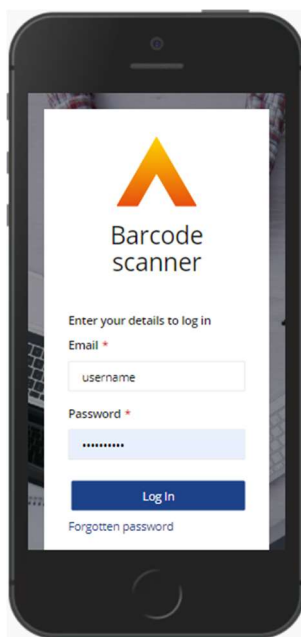 Barcode
scanner
Enter your details to log in
Email *
username
Password *
••••••••••
Log In
Forgotten password